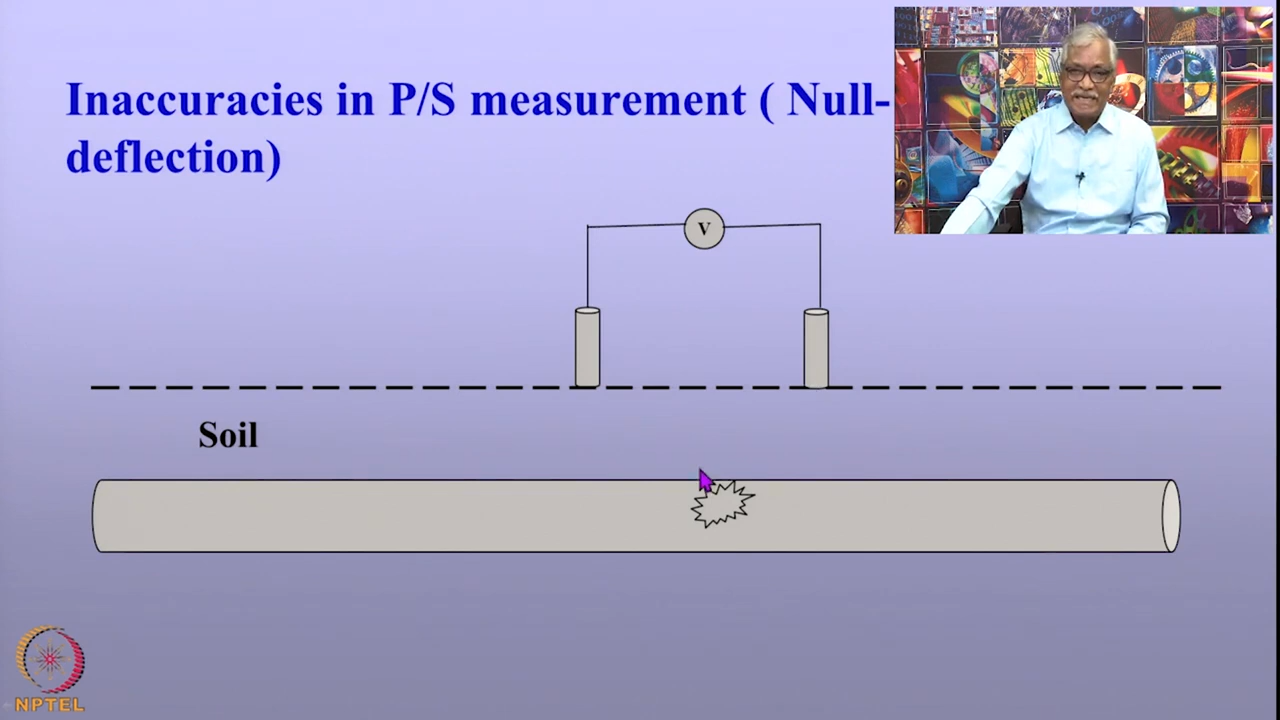 Inaccuracies in P/S measurement ( Null-
deflection)
V
Soil
NPTEL